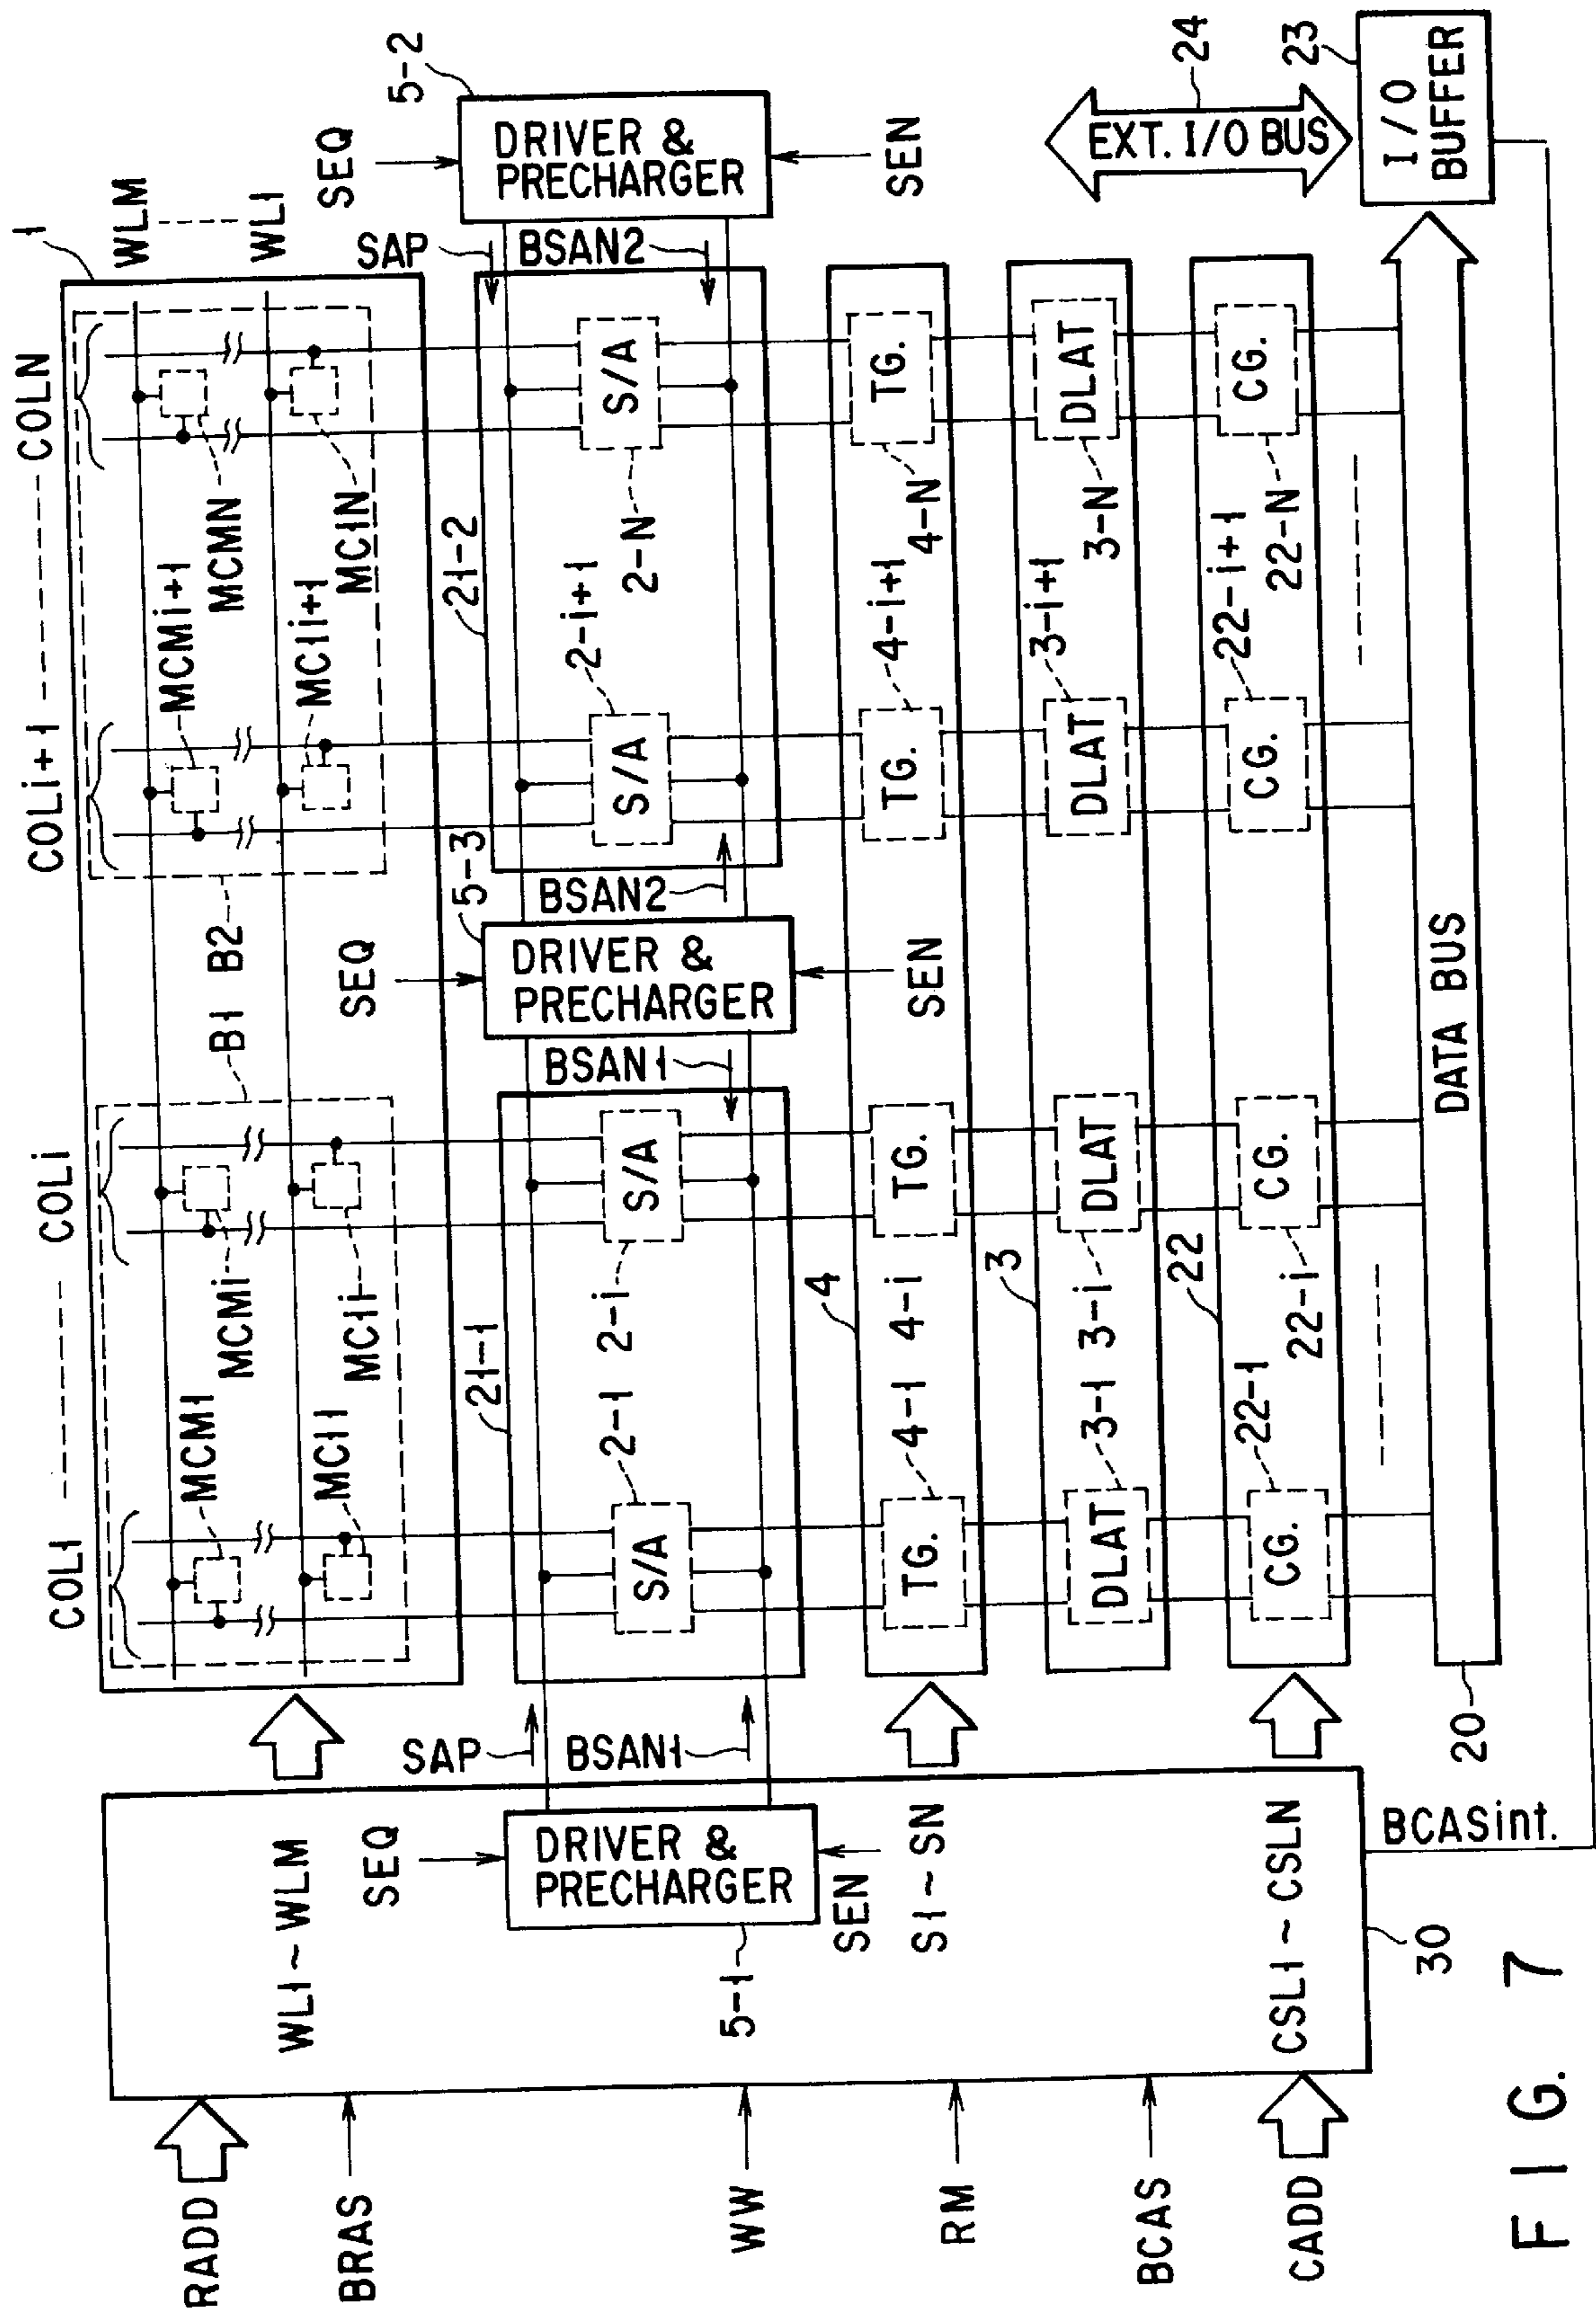 COL1
COLi
COLi+1
COLN
1
WLM
WL1
MCM1
MCMi
MCMi+1
MCMN
MC11
MC1i
MC1i+1
MC1N
B1
B2
RADD
BRAS
WW
RM
BCAS
CADD
WL1~WLM
SEQ
DRIVER &
PRECHARGER
SEN
5-1
S1~SN
CSL1~CSLN
30
BCASint.
SAP
BSAN1
21-1
2-1
2-i
S/A
S/A
BSAN1
SEQ
5-3
DRIVER &
PRECHARGER
SEN
BSAN2
21-2
2-i+1
2-N
S/A
S/A
SAP
BSAN2
SEQ
5-2
DRIVER &
PRECHARGER
SEN
4
4-1
4-i
4-i+1
4-N
TG.
TG.
TG.
TG.
3
3-1
3-i
3-i+1
3-N
DLAT
DLAT
DLAT
DLAT
22
22-1
22-i
22-i+1
22-N
CG.
CG.
CG.
CG.
20
DATA BUS
EXT. I/O BUS
24
23
I/O
BUFFER
FIG. 7